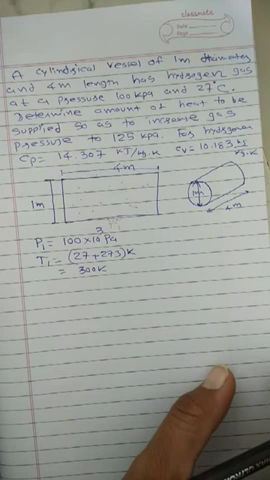 classmate
Date
Page
A cylindrical vessel of 1m diameter
and 4m length has hydrogen gas
at a pressure 100kpa and 27°C.
Determine amount of heat to be
supplied so as to increase gas
pressure to 125 kpa. For hydrogen
Cp= 14.307 kJ/kg.k Cv= 10.183 kJ/kg.k
4m
1m
1m
4m
P₁ = 100×10³ Pa
T₁ = (27+273)k
= 300k